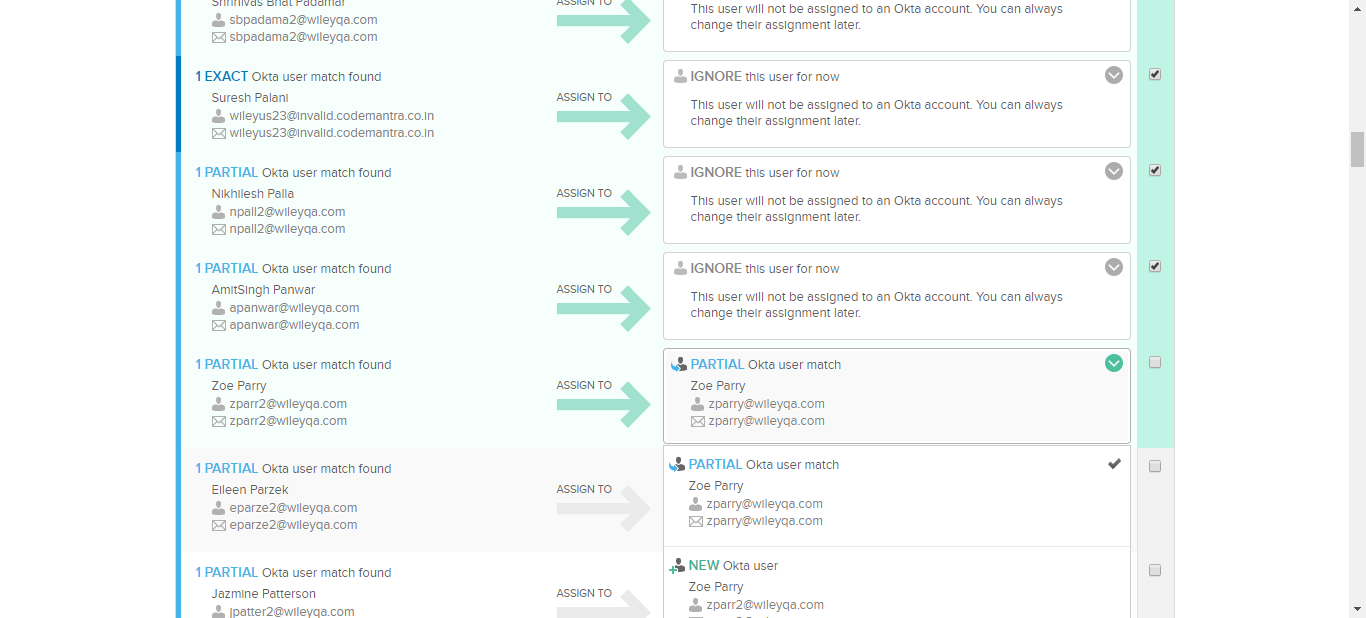 Shrinivas Bhat Padamar
sbpadama2@wileyqa.com
sbpadama2@wileyqa.com
ASSIGN TO
This user will not be assigned to an Okta account. You can always
change their assignment later.
1 EXACT Okta user match found
Suresh Palani
wileyus23@invalid.codemantra.co.in
wileyus23@invalid.codemantra.co.in
ASSIGN TO
IGNORE this user for now
This user will not be assigned to an Okta account. You can always
change their assignment later.
1 PARTIAL Okta user match found
Nikhilesh Palla
npall2@wileyqa.com
npall2@wileyqa.com
ASSIGN TO
IGNORE this user for now
This user will not be assigned to an Okta account. You can always
change their assignment later.
1 PARTIAL Okta user match found
AmitSingh Panwar
apanwar@wileyqa.com
apanwar@wileyqa.com
ASSIGN TO
IGNORE this user for now
This user will not be assigned to an Okta account. You can always
change their assignment later.
1 PARTIAL Okta user match found
Zoe Parry
zparr2@wileyqa.com
zparr2@wileyqa.com
ASSIGN TO
PARTIAL Okta user match
Zoe Parry
zparry@wileyqa.com
zparry@wileyqa.com
1 PARTIAL Okta user match found
Eileen Parzek
eparze2@wileyqa.com
eparze2@wileyqa.com
ASSIGN TO
PARTIAL Okta user match
Zoe Parry
zparry@wileyqa.com
zparry@wileyqa.com
1 PARTIAL Okta user match found
Jazmine Patterson
jpatter2@wileyqa.com
ASSIGN TO
NEW Okta user
Zoe Parry
zparr2@wileyqa.com